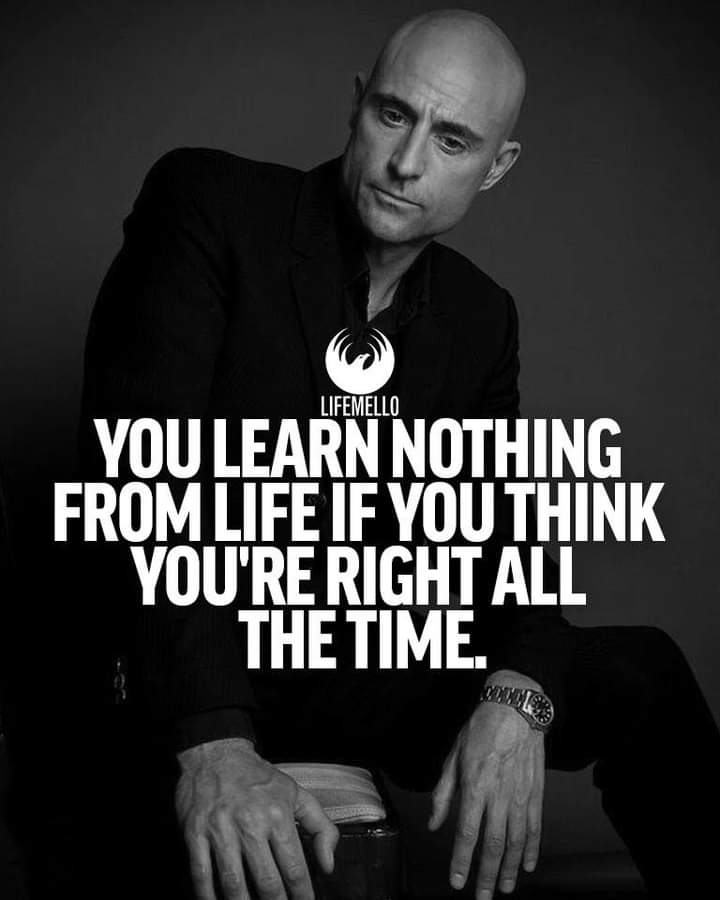 LIFEMELLO
YOU LEARN NOTHING
FROM LIFE IF YOU THINK
YOU'RE RIGHT ALL
THE TIME.